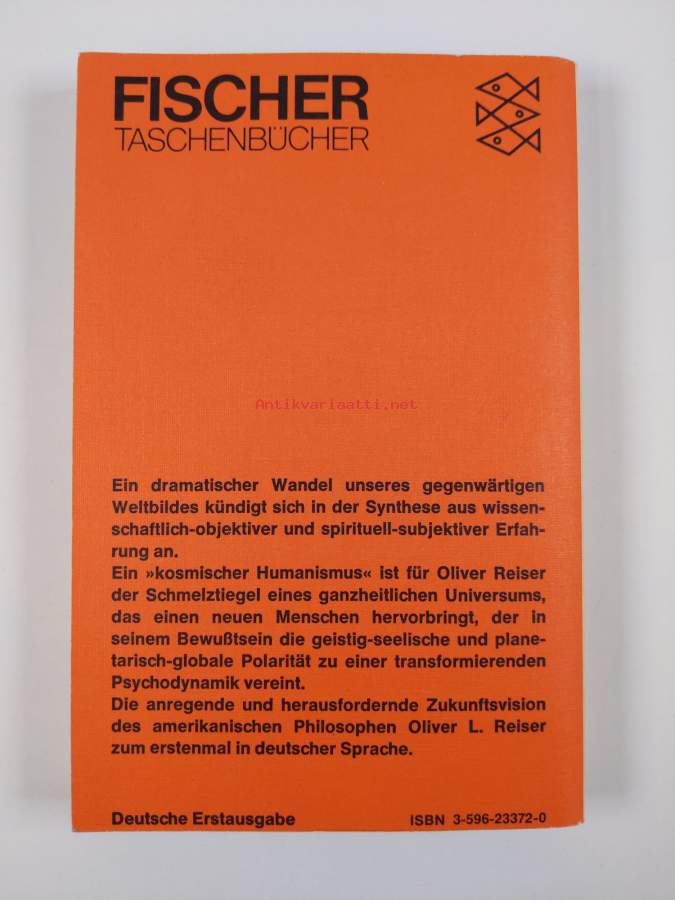 FISCHER
TASCHENBÜCHER
Antikvariaatti.net
Ein dramatischer Wandel unseres gegenwärtigen
Weltbildes kündigt sich in der Synthese aus wissen-
schaftlich-objektiver und spirituell-subjektiver Erfah-
rung an.
Ein »kosmischer Humanismus« ist für Oliver Reiser
der Schmelztiegel eines ganzheitlichen Universums,
das einen neuen Menschen hervorbringt, der in
seinem Bewußtsein die geistig-seelische und plane-
tarisch-globale Polarität zu einer transformierenden
Psychodynamik vereint.
Die anregende und herausfordernde Zukunftsvision
des amerikanischen Philosophen Oliver L. Reiser
zum erstenmal in deutscher Sprache.
Deutsche Erstausgabe
ISBN 3-596-23372-0